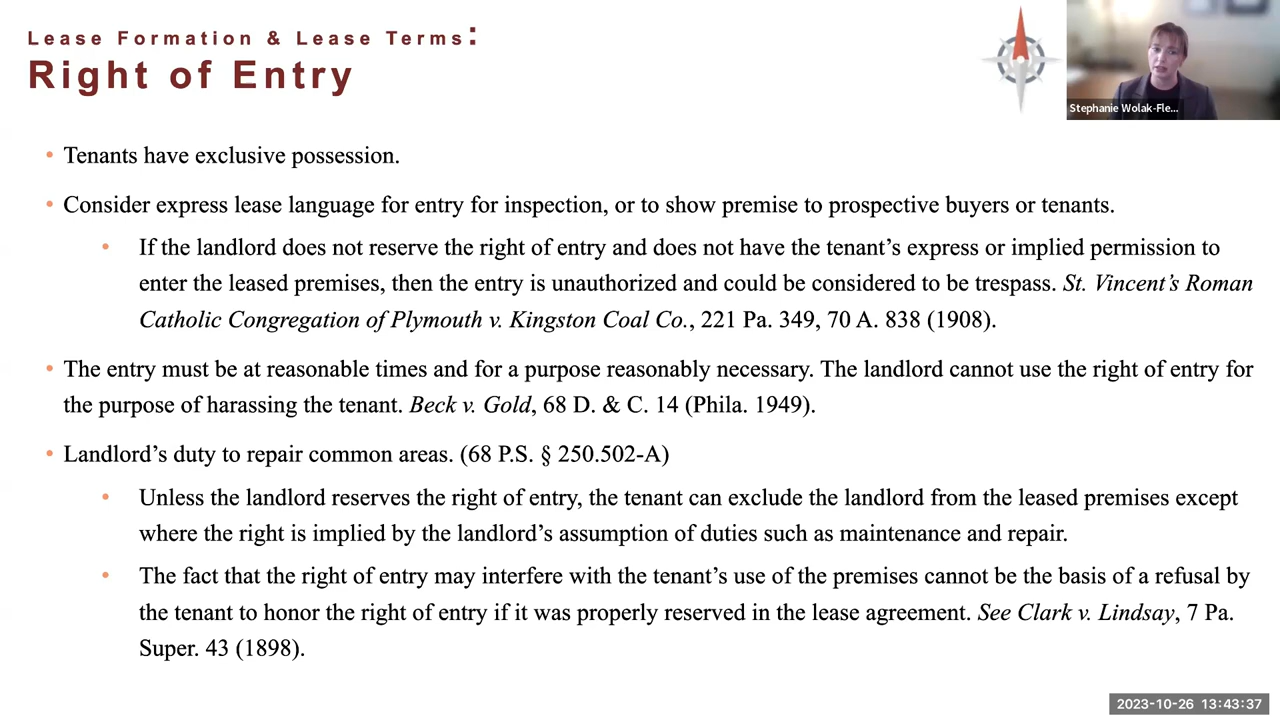 Lease Formation & Lease Terms:
Right of Entry
Stephanie Wolak-Fle...
• Tenants have exclusive possession.
• Consider express lease language for entry for inspection, or to show premise to prospective buyers or tenants.
• If the landlord does not reserve the right of entry and does not have the tenant’s express or implied permission to
enter the leased premises, then the entry is unauthorized and could be considered to be trespass. St. Vincent’s Roman
Catholic Congregation of Plymouth v. Kingston Coal Co., 221 Pa. 349, 70 A. 838 (1908).
• The entry must be at reasonable times and for a purpose reasonably necessary. The landlord cannot use the right of entry for
the purpose of harassing the tenant. Beck v. Gold, 68 D. & C. 14 (Phila. 1949).
• Landlord’s duty to repair common areas. (68 P.S. § 250.502-A)
• Unless the landlord reserves the right of entry, the tenant can exclude the landlord from the leased premises except
where the right is implied by the landlord’s assumption of duties such as maintenance and repair.
• The fact that the right of entry may interfere with the tenant’s use of the premises cannot be the basis of a refusal by
the tenant to honor the right of entry if it was properly reserved in the lease agreement. See Clark v. Lindsay, 7 Pa.
Super. 43 (1898).
2023-10-26 13:43:37